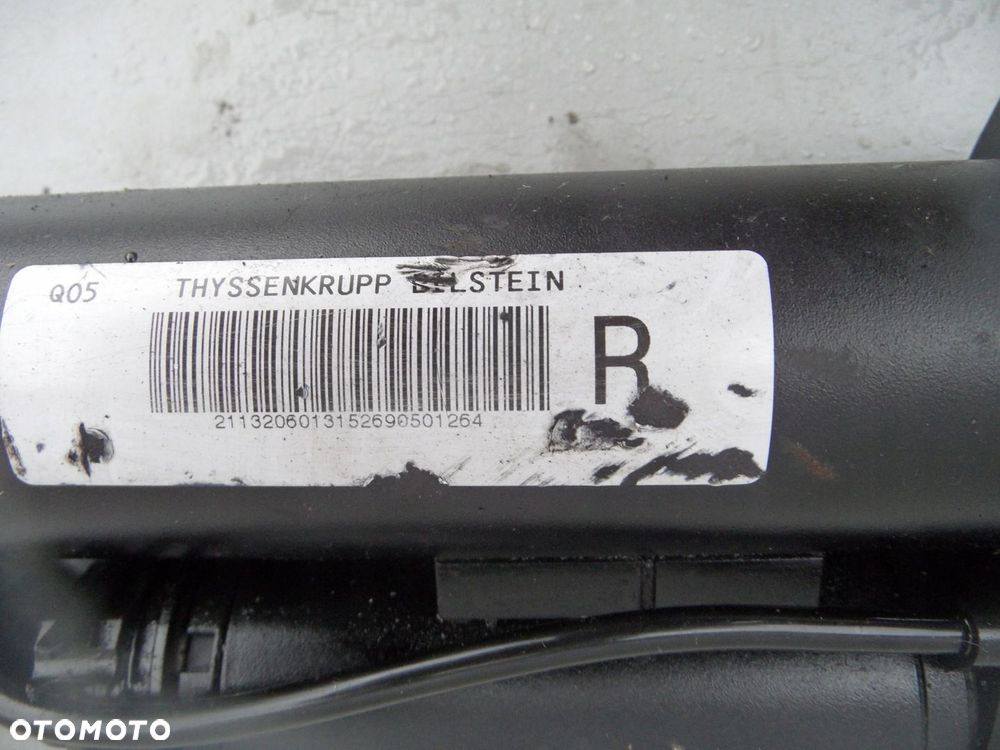 Q05 THYSSENKRUPP BILSTEIN
R
2113206013152690501264
OTOMOTO